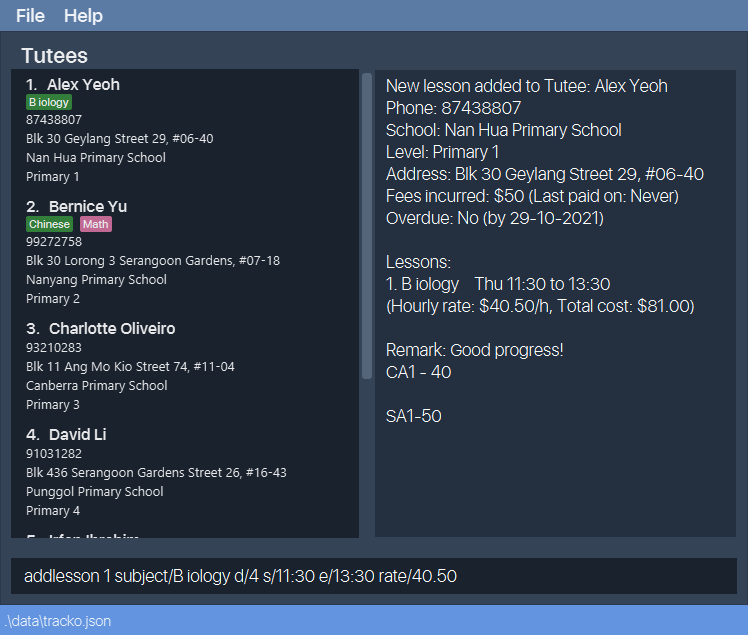 File Help
Tutees
1. Alex Yeoh
B iology
87438807
Blk 30 Geylang Street 29, #06-40
Nan Hua Primary School
Primary 1
2. Bernice Yu
Chinese Math
99272758
Blk 30 Lorong 3 Serangoon Gardens, #07-18
Nanyang Primary School
Primary 2
3. Charlotte Oliveiro
93210283
Blk 11 Ang Mo Kio Street 74, #11-04
Canberra Primary School
Primary 3
4. David Li
91031282
Blk 436 Serangoon Gardens Street 26, #16-43
Punggol Primary School
Primary 4
5. Irfan Ibrahim
New lesson added to Tutee: Alex Yeoh
Phone: 87438807
School: Nan Hua Primary School
Level: Primary 1
Address: Blk 30 Geylang Street 29, #06-40
Fees incurred: $50 (Last paid on: Never)
Overdue: No (by 29-10-2021)
Lessons:
1. B iology Thu 11:30 to 13:30
(Hourly rate: $40.50/h, Total cost: $81.00)
Remark: Good progress!
CA1 - 40
SA1-50
addlesson 1 subject/B iology d/4 s/11:30 e/13:30 rate/40.50
.\data\tracko.json